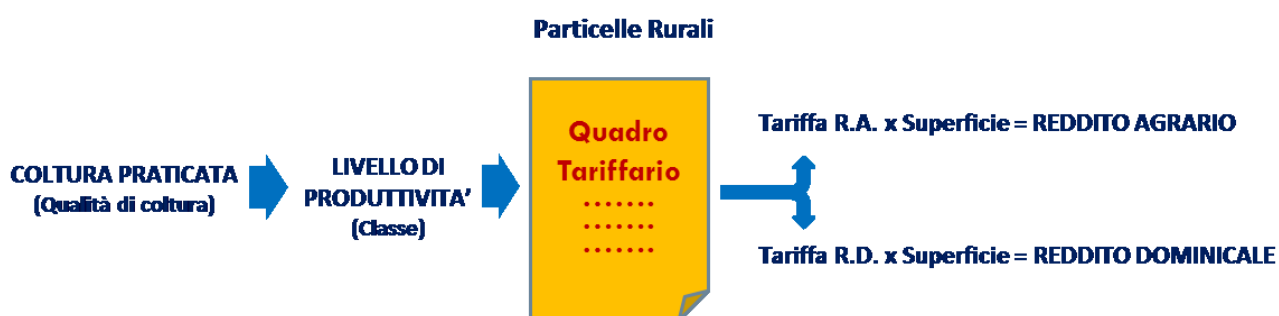 Particelle Rurali
COLTURA PRATICATA
(Qualità di coltura)
LIVELLO DI
PRODUTTIVITA’
(Classe)
Quadro
Tariffario
.......
.......
.......
Tariffa R.A. x Superficie = REDDITO AGRARIO
Tariffa R.D. x Superficie = REDDITO DOMINICALE